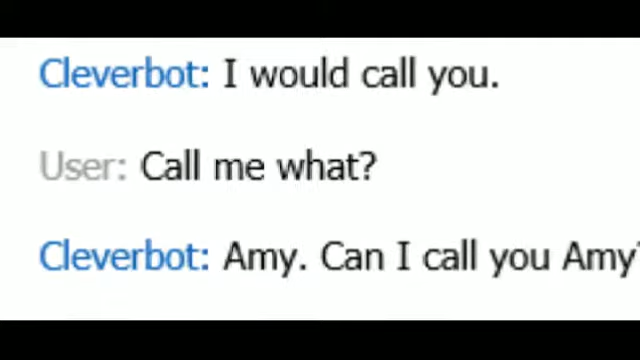 Cleverbot: I would call you.
User: Call me what?
Cleverbot: Amy. Can I call you Amy?